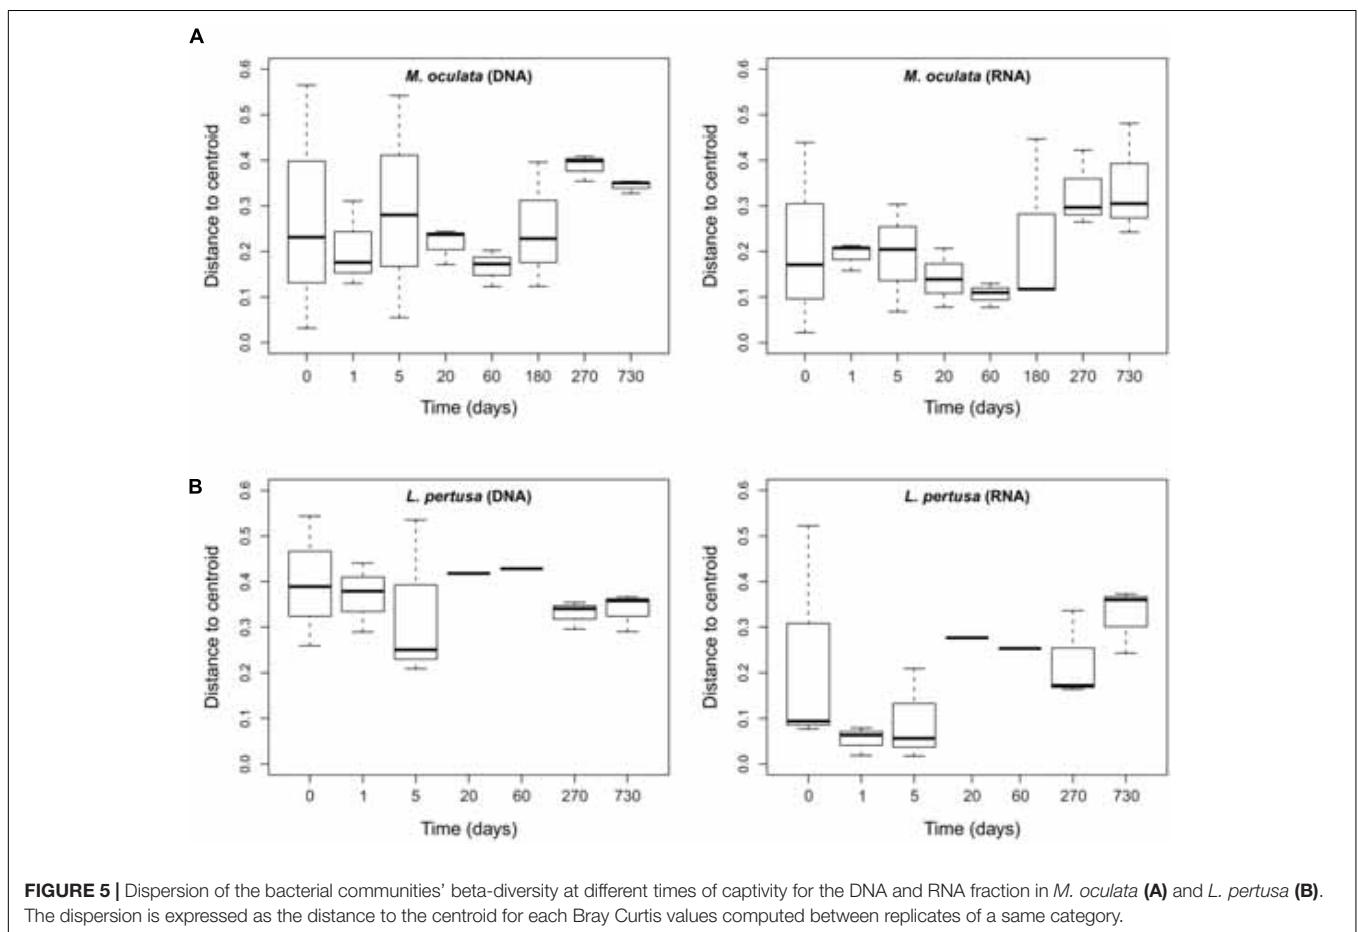 A
M. oculata (DNA)
Distance to centroid
0.0 0.1 0.2 0.3 0.4 0.5 0.6
0 1 5 20 60 180 270 730
Time (days)
M. oculata (RNA)
Distance to centroid
0.0 0.1 0.2 0.3 0.4 0.5 0.6
0 1 5 20 60 180 270 730
Time (days)
B
L. pertusa (DNA)
Distance to centroid
0.0 0.1 0.2 0.3 0.4 0.5 0.6
0 1 5 20 60 270 730
Time (days)
L. pertusa (RNA)
Distance to centroid
0.0 0.1 0.2 0.3 0.4 0.5 0.6
0 1 5 20 60 270 730
Time (days)
FIGURE 5 | Dispersion of the bacterial communities’ beta-diversity at different times of captivity for the DNA and RNA fraction in M. oculata (A) and L. pertusa (B).
The dispersion is expressed as the distance to the centroid for each Bray Curtis values computed between replicates of a same category.